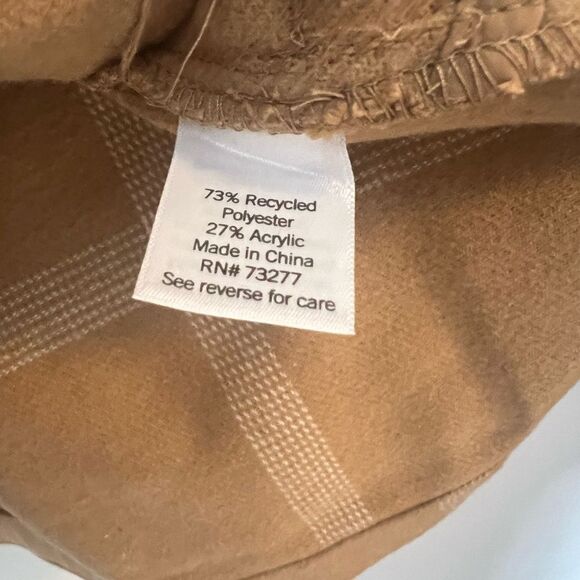 73% Recycled
Polyester
27% Acrylic
Made in China
RN# 73277
See reverse for care